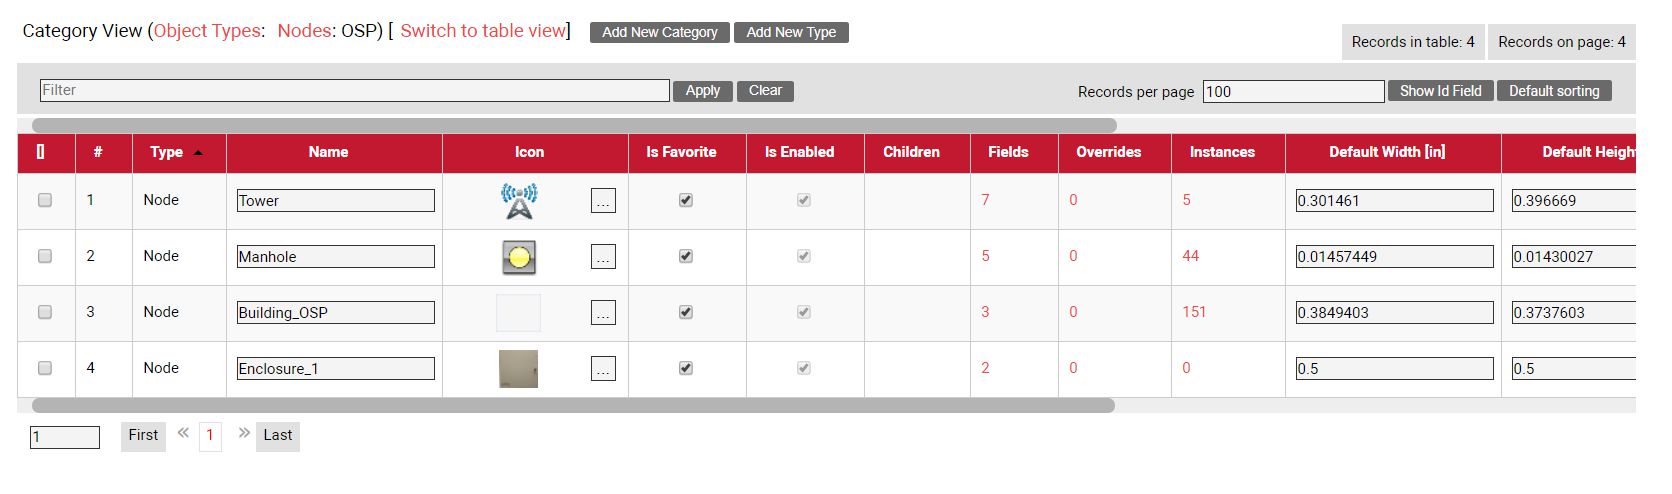 Category View (Object Types: Nodes: OSP) [ Switch to table view] Add New Category Add New Type
Records in table: 4 Records on page: 4
Filter Apply Clear Records per page 100 Show Id Field Default sorting
[] # Type Name Icon Is Favorite Is Enabled Children Fields Overrides Instances Default Width [in] Default Heigh
1 Node Tower ... 7 0 5 0.301461 0.396669
2 Node Manhole ... 5 0 44 0.01457449 0.01430027
3 Node Building_OSP ... 3 0 151 0.3849403 0.3737603
4 Node Enclosure_1 ... 2 0 0 0.5 0.5
1 First « 1 » Last